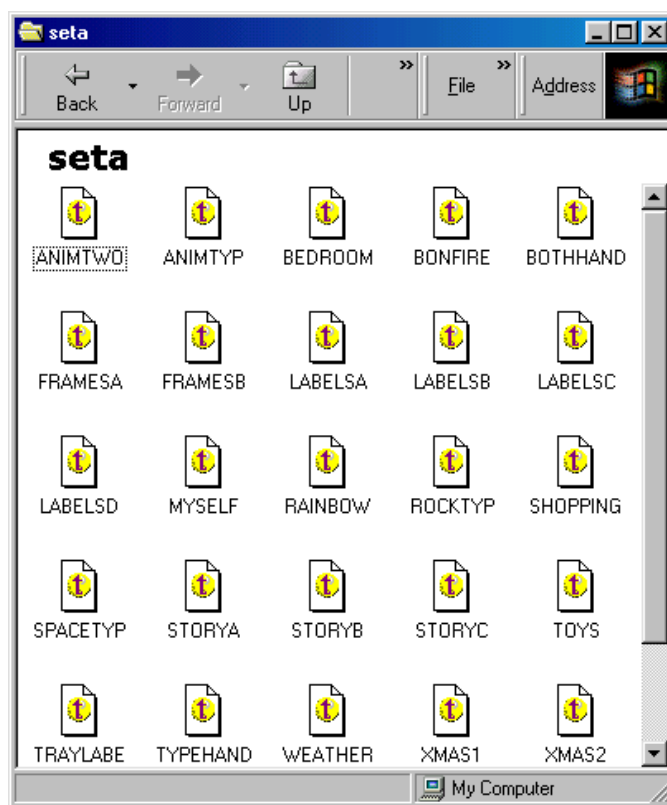 seta
Back Forward Up » File » Address
seta
ANIMTWO ANIMTYP BEDROOM BONFIRE BOTHHAND
FRAMESA FRAMESB LABELSA LABELSB LABELSC
LABELSD MYSELF RAINBOW ROCKTYP SHOPPING
SPACETYP STORYA STORYB STORYC TOYS
TRAYLABE TYPEHAND WEATHER XMAS1 XMAS2
My Computer